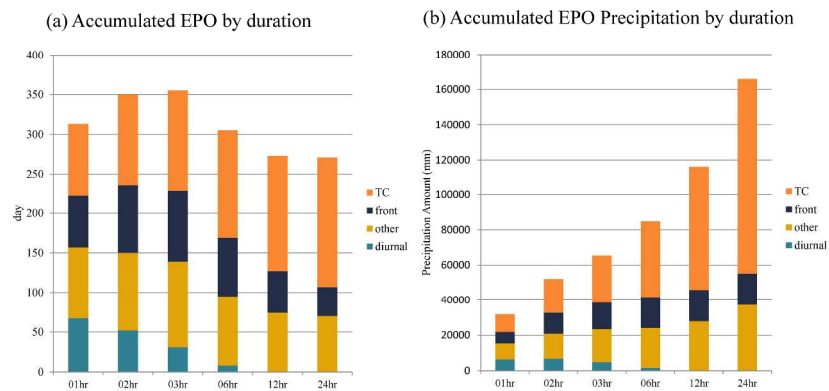 (a) Accumulated EPO by duration
400
350
300
250
200
150
100
50
0
day
01hr 02hr 03hr 06hr 12hr 24hr
TC
front
other
diurnal
(b) Accumulated EPO Precipitation by duration
180000
160000
140000
120000
100000
80000
60000
40000
20000
0
Precipitation Amount (mm)
01hr 02hr 03hr 06hr 12hr 24hr
TC
front
other
diurnal